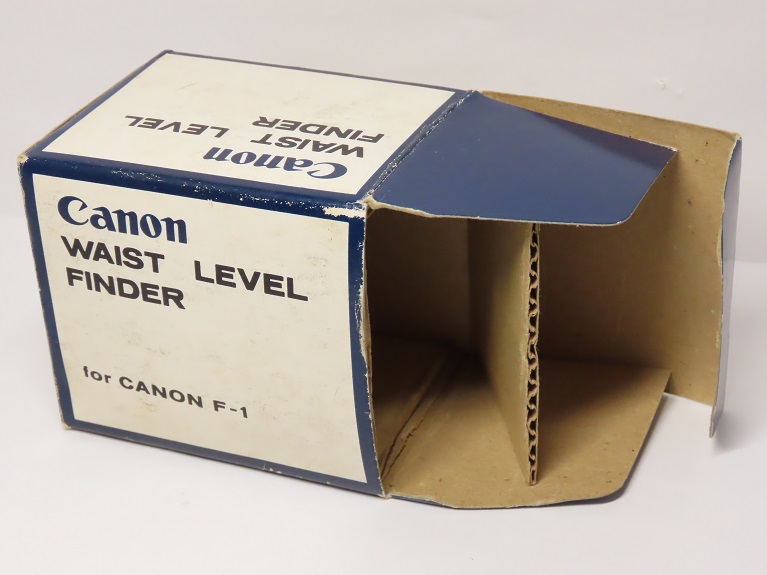 Canon
WAIST LEVEL
FINDER
Canon
WAIST LEVEL
FINDER
for CANON F-1